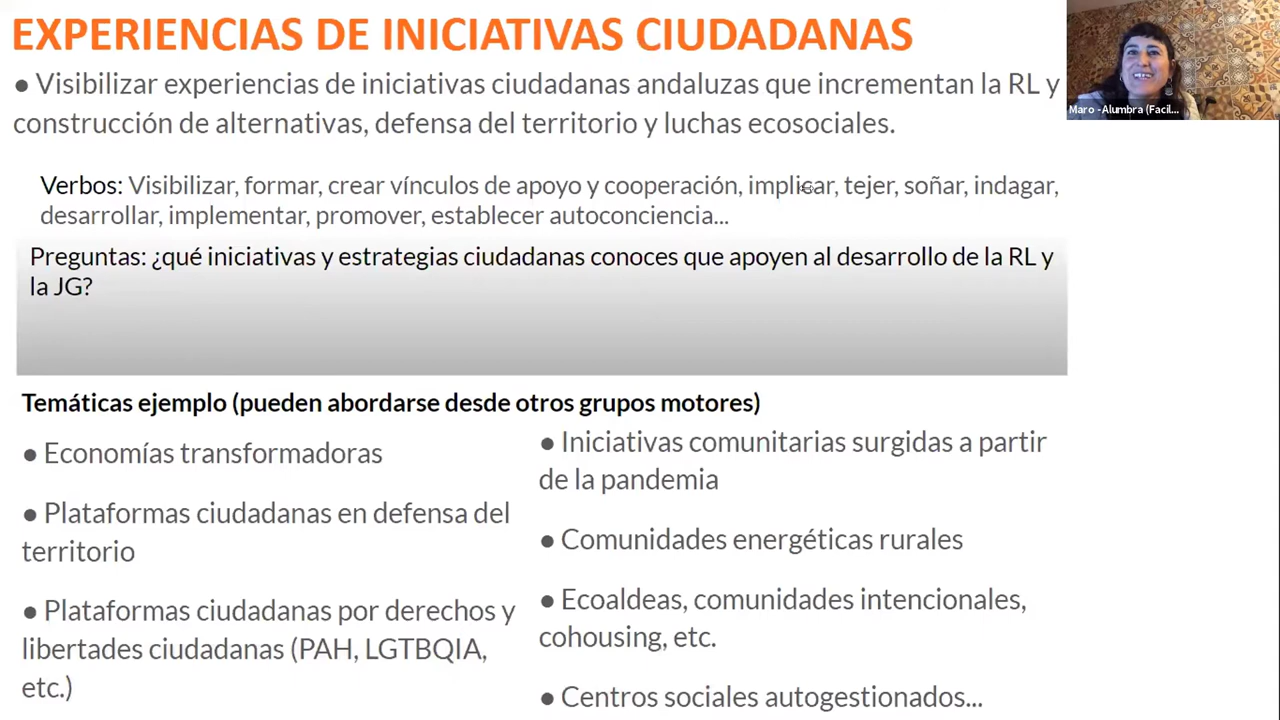 EXPERIENCIAS DE INICIATIVAS CIUDADANAS
● Visibilizar experiencias de iniciativas ciudadanas andaluzas que incrementan la RL y
construcción de alternativas, defensa del territorio y luchas ecosociales.
Maro -Alumbra (Facil...
Verbos: Visibilizar, formar, crear vínculos de apoyo y cooperación, implicar, tejer, soñar, indagar,
desarrollar, implementar, promover, establecer autoconciencia...
Preguntas: ¿qué iniciativas y estrategias ciudadanas conoces que apoyen al desarrollo de la RL y
la JG?
Temáticas ejemplo (pueden abordarse desde otros grupos motores)
● Economías transformadoras
● Plataformas ciudadanas en defensa del
territorio
● Plataformas ciudadanas por derechos y
libertades ciudadanas (PAH, LGTBQIA,
etc.)
● Iniciativas comunitarias surgidas a partir
de la pandemia
● Comunidades energéticas rurales
● Ecoaldeas, comunidades intencionales,
cohousing, etc.
● Centros sociales autogestionados...